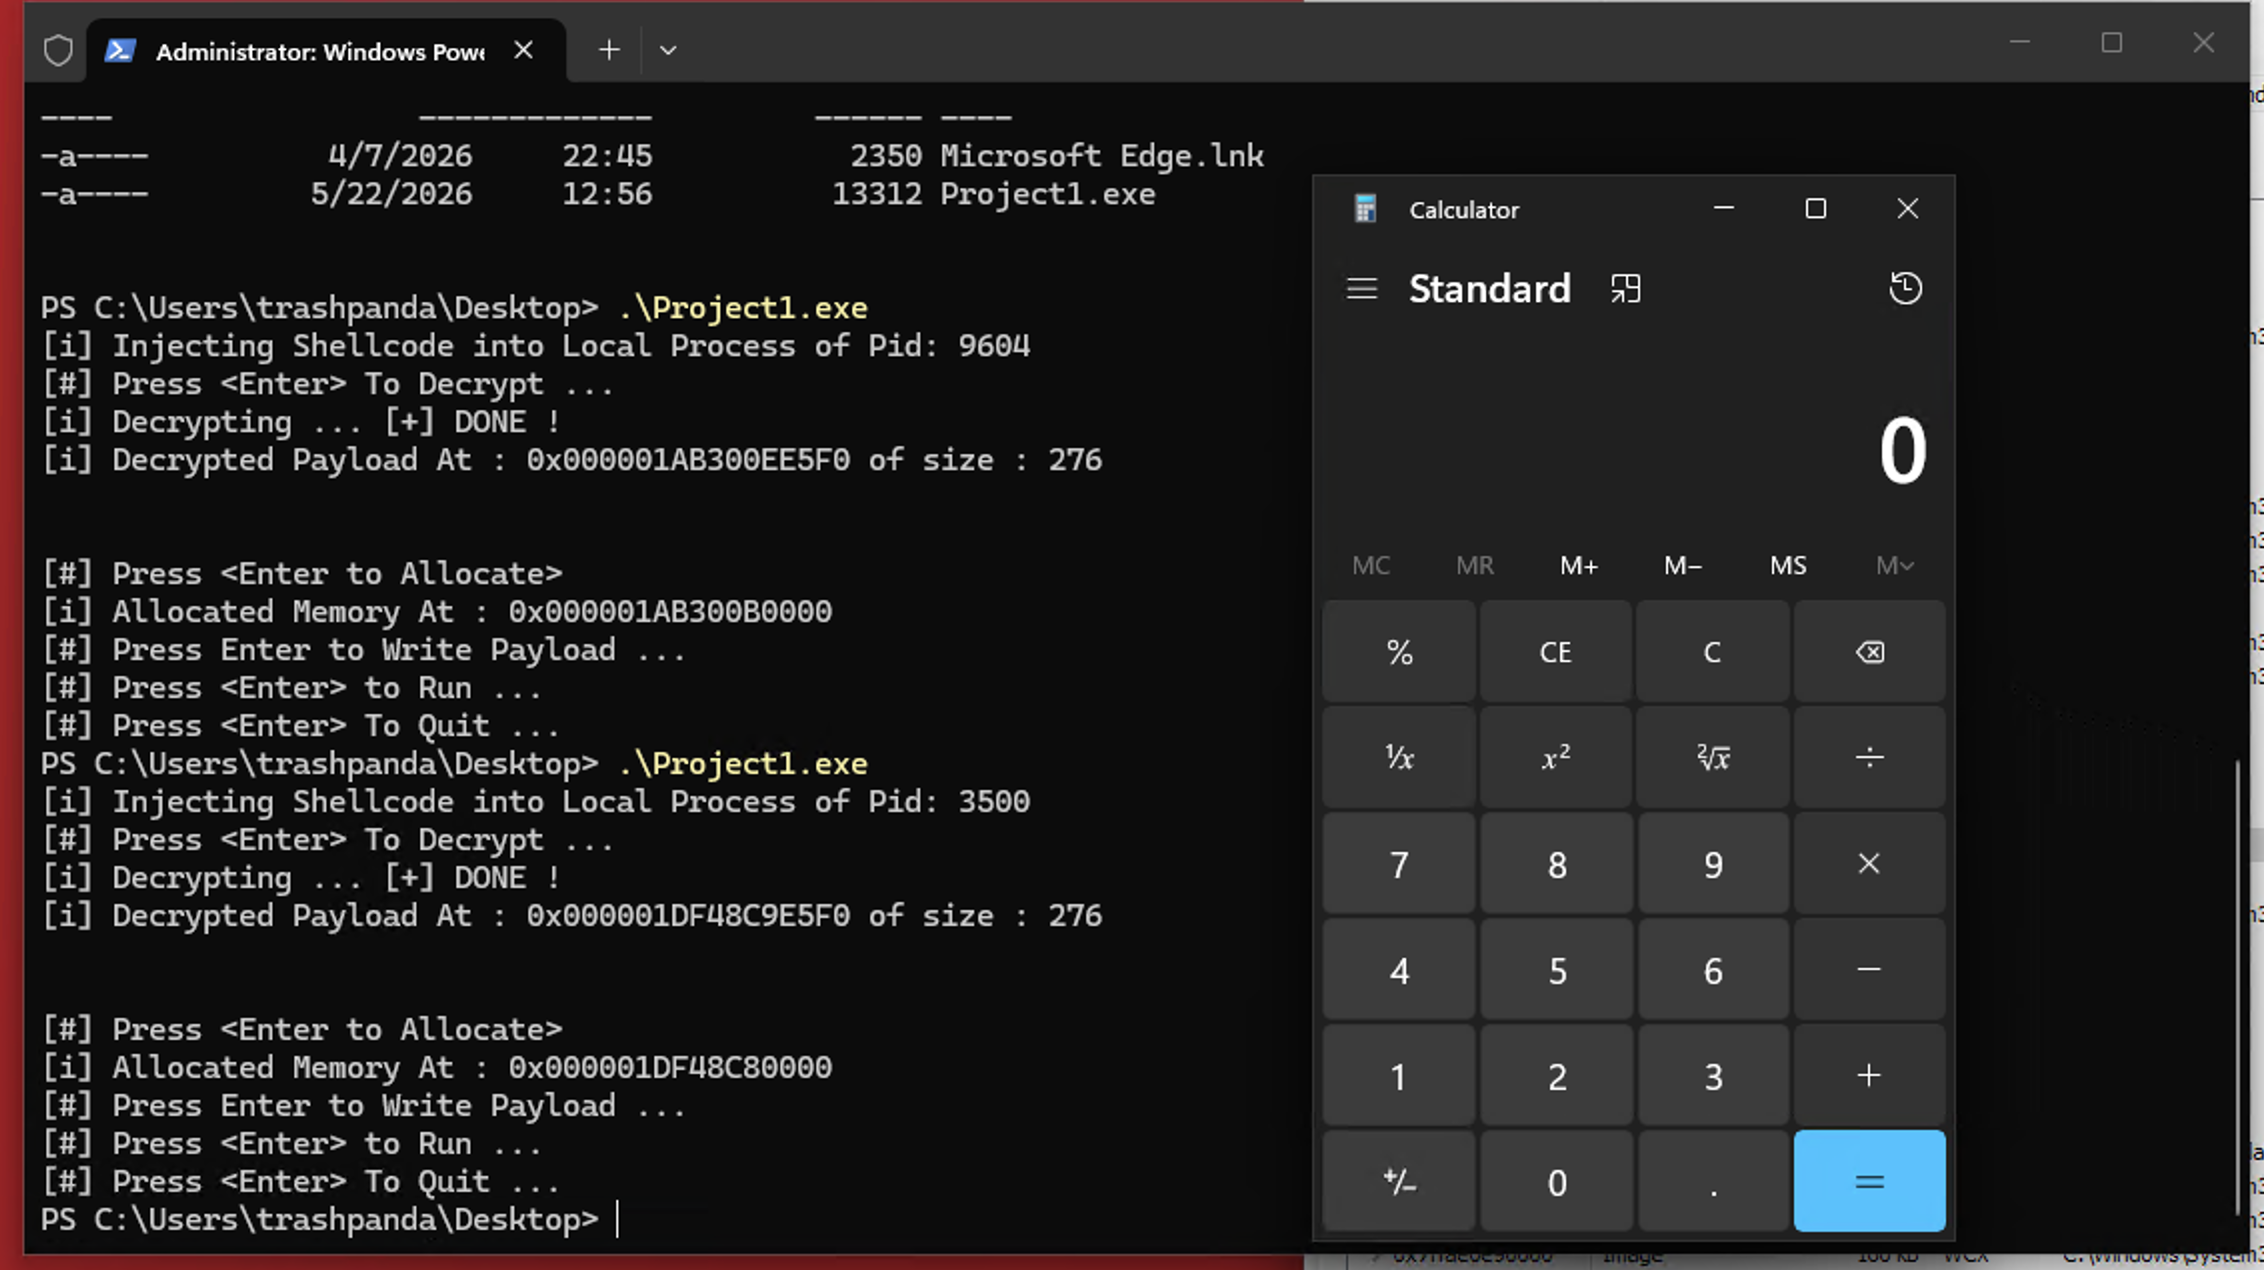 Administrator: Windows Powe
---- ------------- ------ ----
-a---- 4/7/2026 22:45 2350 Microsoft Edge.lnk
-a---- 5/22/2026 12:56 13312 Project1.exe
PS C:\Users\trashpanda\Desktop> .\Project1.exe
[i] Injecting Shellcode into Local Process of Pid: 9604
[#] Press <Enter> To Decrypt ...
[i] Decrypting ... [+] DONE !
[i] Decrypted Payload At : 0x000001AB300EE5F0 of size : 276
[#] Press <Enter to Allocate>
[i] Allocated Memory At : 0x000001AB300B0000
[#] Press Enter to Write Payload ...
[#] Press <Enter> to Run ...
[#] Press <Enter> To Quit ...
PS C:\Users\trashpanda\Desktop> .\Project1.exe
[i] Injecting Shellcode into Local Process of Pid: 3500
[#] Press <Enter> To Decrypt ...
[i] Decrypting ... [+] DONE !
[i] Decrypted Payload At : 0x000001DF48C9E5F0 of size : 276
[#] Press <Enter to Allocate>
[i] Allocated Memory At : 0x000001DF48C80000
[#] Press Enter to Write Payload ...
[#] Press <Enter> to Run ...
[#] Press <Enter> To Quit ...
PS C:\Users\trashpanda\Desktop>
Calculator
Standard
0
MC MR M+ M− MS M
% CE C
¹/x x² ²√x ÷
7 8 9 ×
4 5 6 −
1 2 3 +
+/− 0 . =